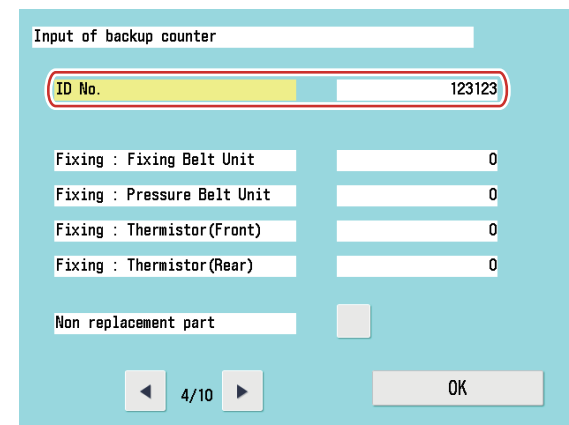 Input of backup counter
ID No. 123123
Fixing : Fixing Belt Unit 0
Fixing : Pressure Belt Unit 0
Fixing : Thermistor(Front) 0
Fixing : Thermistor(Rear) 0
Non replacement part
4/10 OK